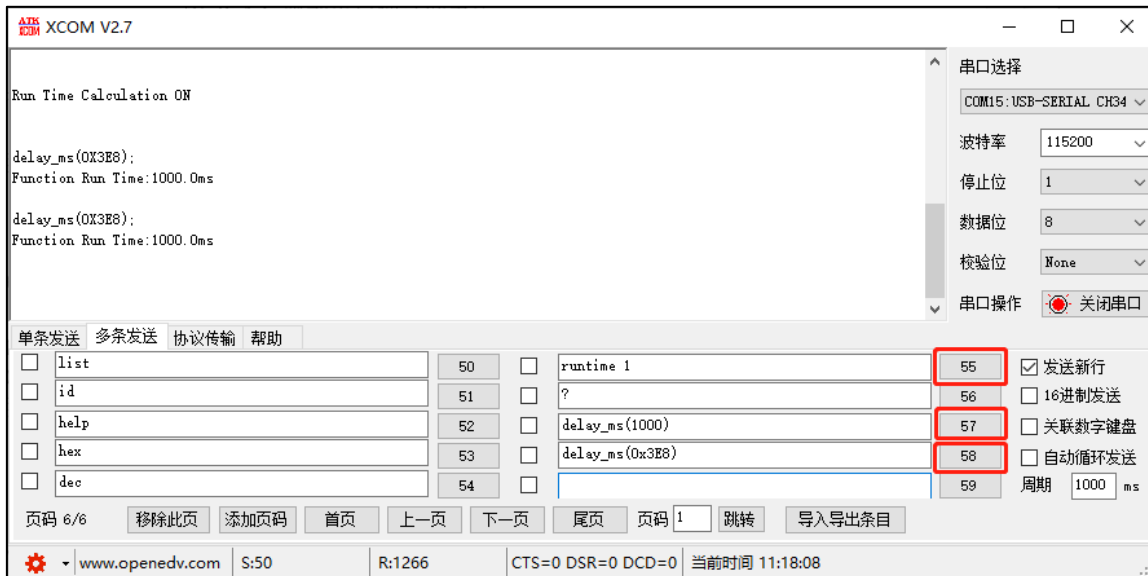 ATK XCOM XCOM V2.7
Run Time Calculation ON
delay_ms(0X3E8);
Function Run Time:1000.0ms
delay_ms(0X3E8);
Function Run Time:1000.0ms
串口选择
COM15:USB-SERIAL CH34
波特率 115200
停止位 1
数据位 8
校验位 None
串口操作 关闭串口
单条发送 多条发送 协议传输 帮助
list 50 runtime 1 55 发送新行
id 51 ? 56 16进制发送
help 52 delay_ms(1000) 57 关联数字键盘
hex 53 delay_ms(0x3E8) 58 自动循环发送
dec 54 59 周期 1000 ms
页码 6/6 移除此页 添加页码 首页 上一页 下一页 尾页 页码 1 跳转 导入导出条目
www.openedv.com S:50 R:1266 CTS=0 DSR=0 DCD=0 当前时间 11:18:08